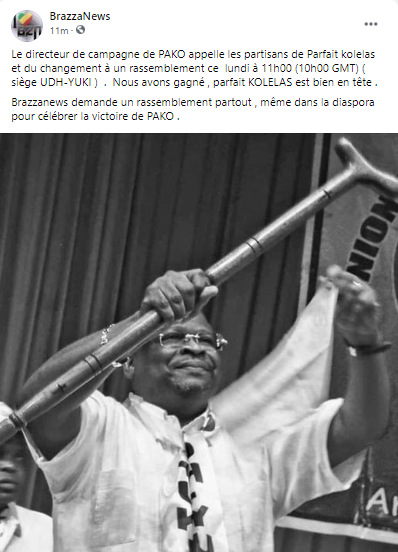 BrazzaNews
11m ·
Le directeur de campagne de PAKO appelle les partisans de Parfait kolelas
et du changement à un rassemblement ce lundi à 11h00 (10h00 GMT) (
siège UDH-YUKI ) . Nous avons gagné , parfait KOLELAS est bien en tête .
Brazzanews demande un rassemblement partout , même dans la diaspora
pour célébrer la victoire de PAKO .
NION